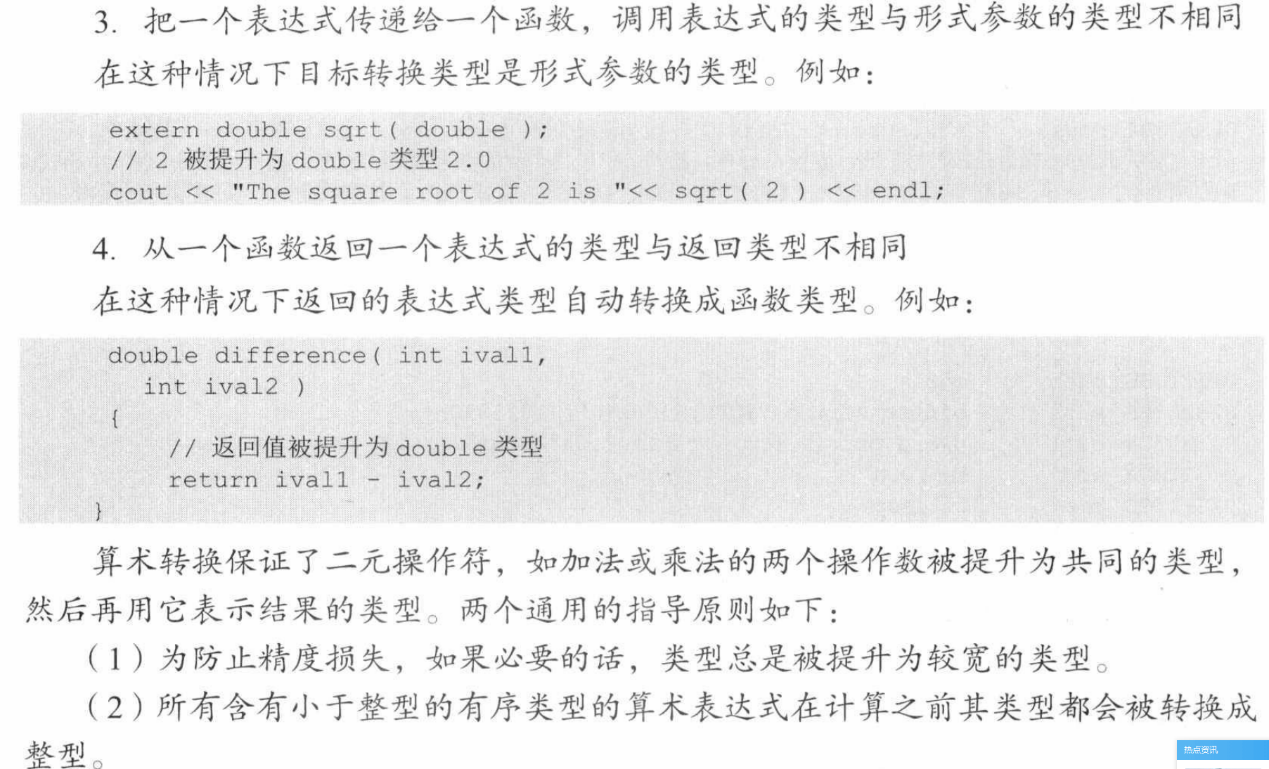 3. 把一个表达式传递给一个函数，调用表达式的类型与形式参数的类型不相同
在这种情况下目标转换类型是形式参数的类型。例如：
extern double sqrt( double );
// 2 被提升为 double 类型 2.0
cout << "The square root of 2 is "<< sqrt( 2 ) << endl;
4. 从一个函数返回一个表达式的类型与返回类型不相同
在这种情况下返回的表达式类型自动转换成函数类型。例如：
double difference( int ival1,
int ival2 )
{
// 返回值被提升为 double 类型
return ival1 - ival2;
}
算术转换保证了二元操作符，如加法或乘法的两个操作数被提升为共同的类型，
然后再用它表示结果的类型。两个通用的指导原则如下：
（1）为防止精度损失，如果必要的话，类型总是被提升为较宽的类型。
（2）所有含有小于整型的有序类型的算术表达式在计算之前其类型都会被转换成
整型。
热点资讯